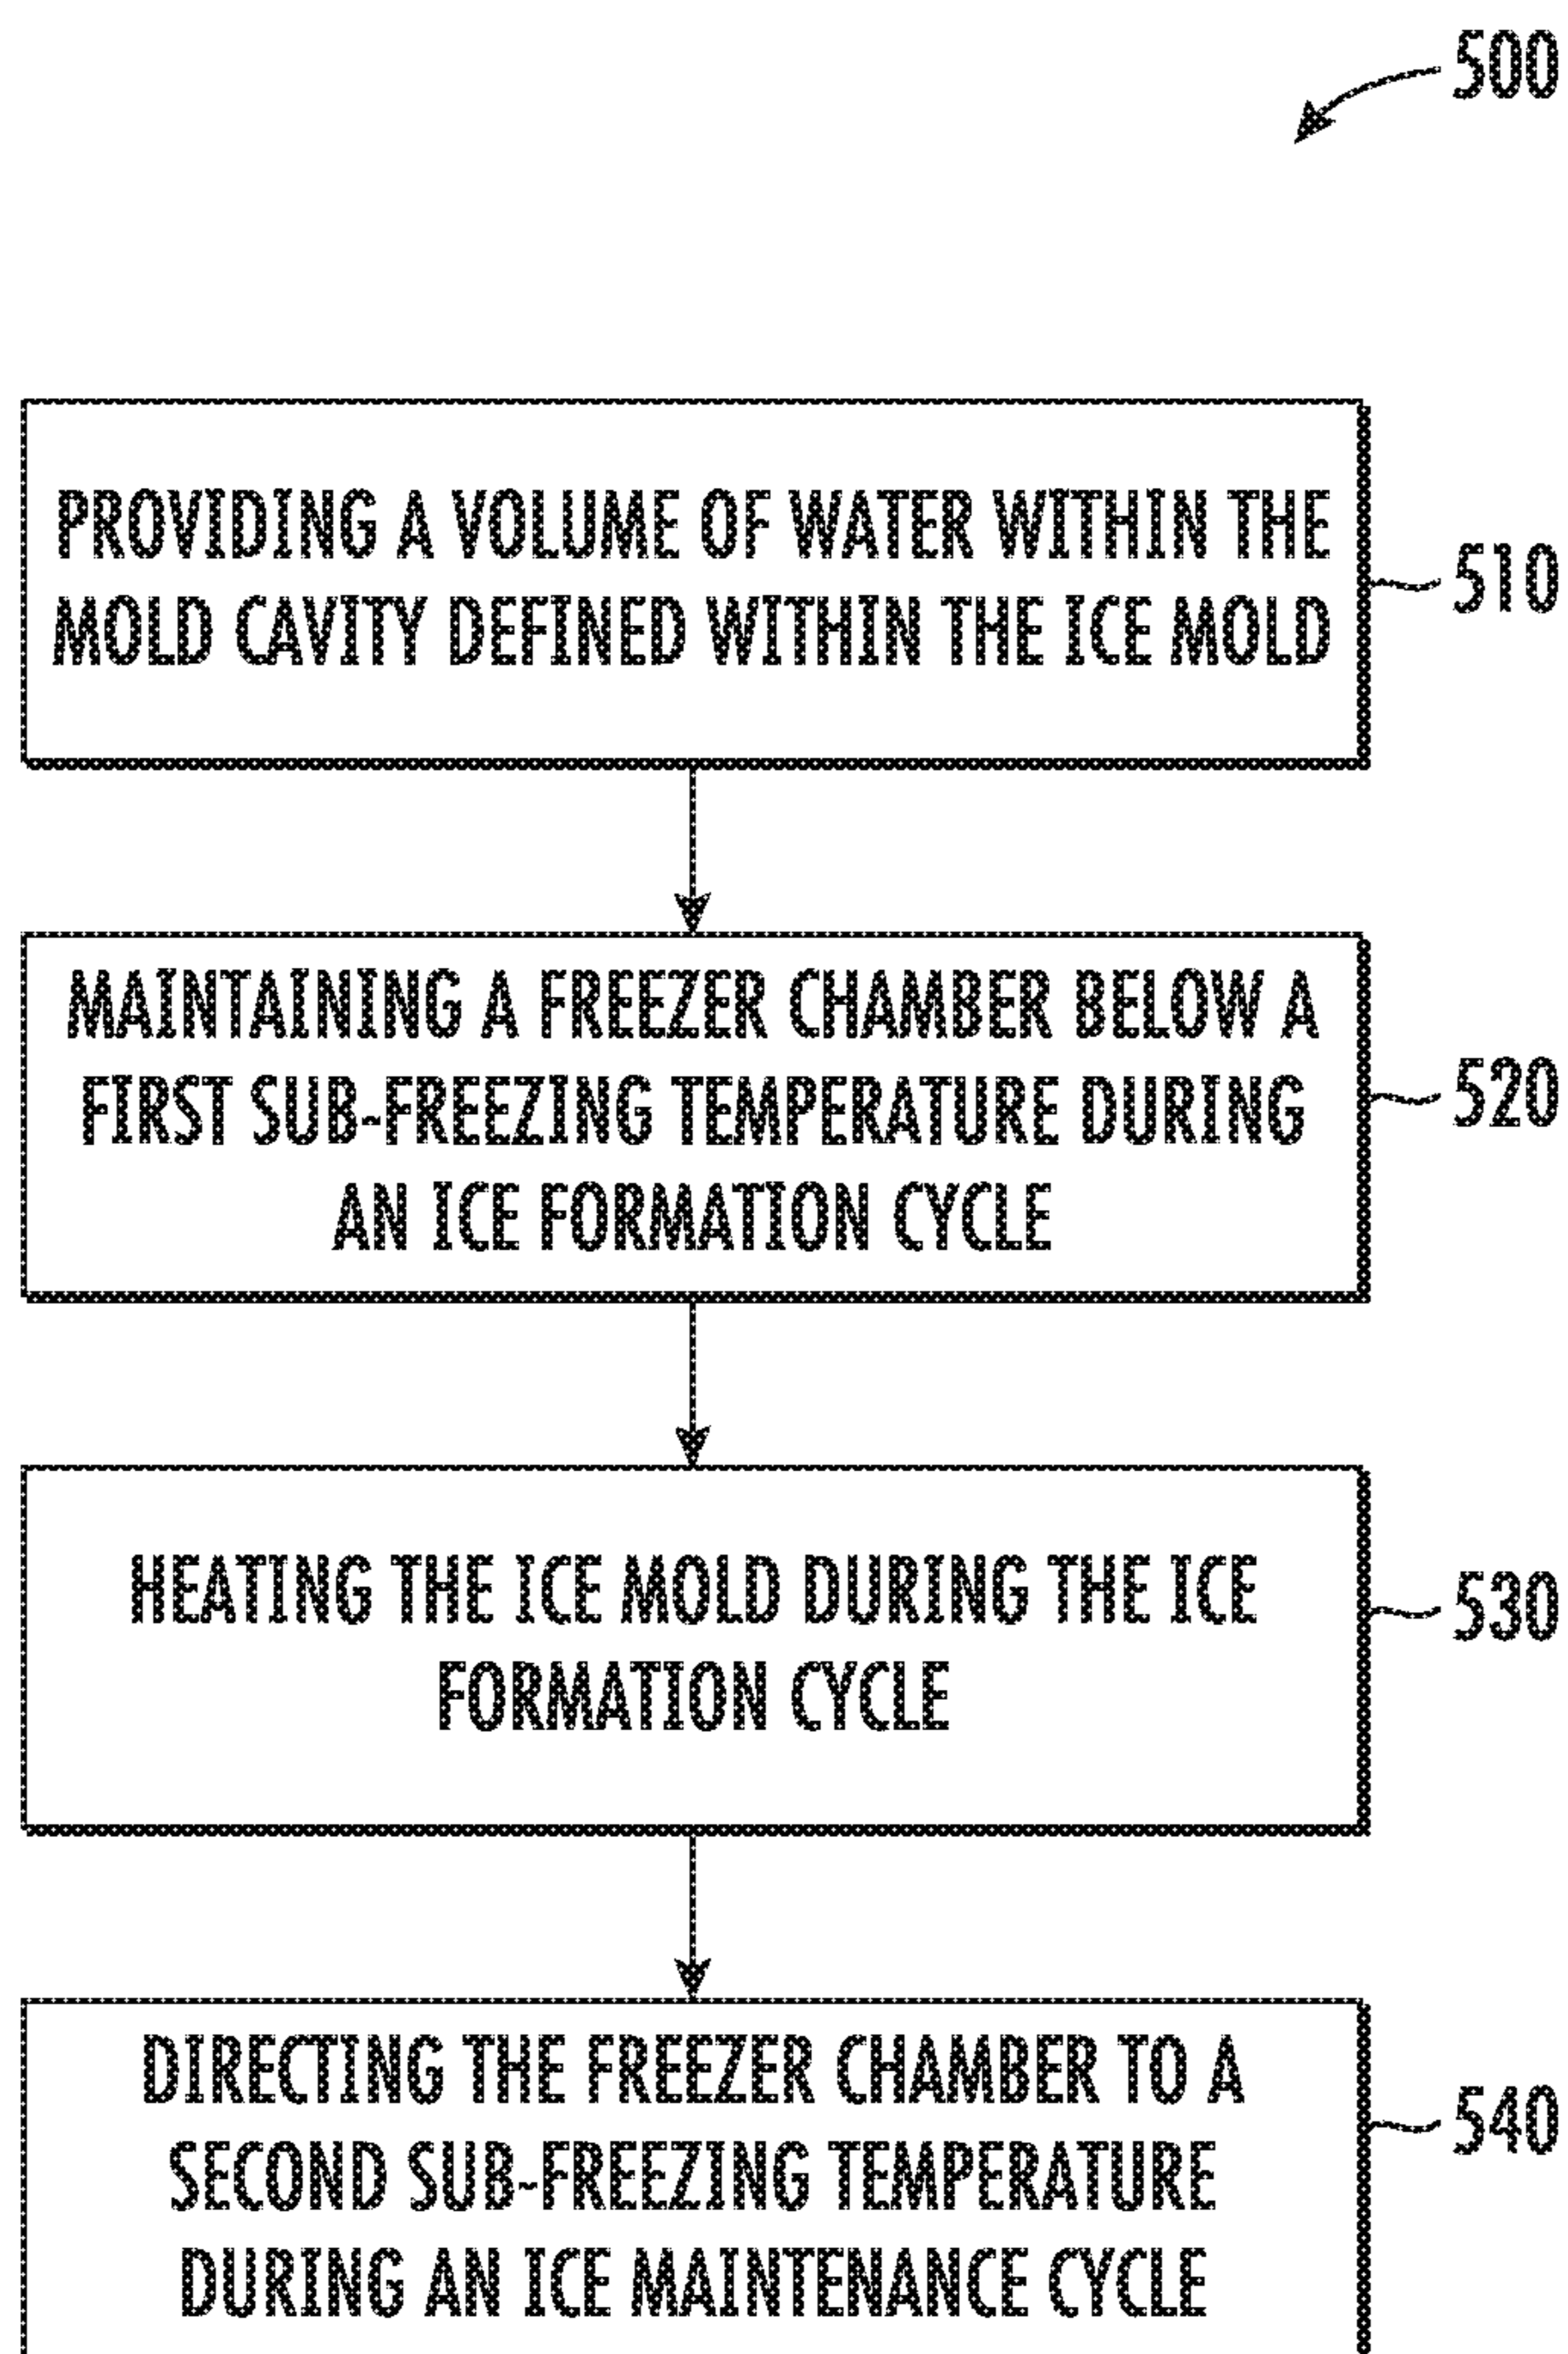 500
PROVIDING A VOLUME OF WATER WITHIN THE
MOLD CAVITY DEFINED WITHIN THE ICE MOLD
510
MAINTAINING A FREEZER CHAMBER BELOW A
FIRST SUB-FREEZING TEMPERATURE DURING
AN ICE FORMATION CYCLE
520
HEATING THE ICE MOLD DURING THE ICE
FORMATION CYCLE
530
DIRECTING THE FREEZER CHAMBER TO A
SECOND SUB-FREEZING TEMPERATURE
DURING AN ICE MAINTENANCE CYCLE
540